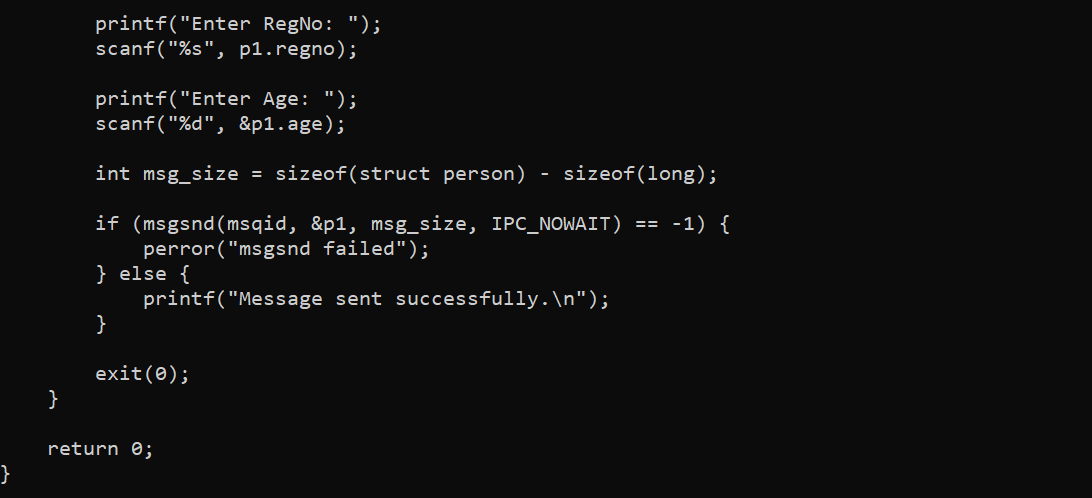 printf("Enter RegNo: ");
        scanf("%s", p1.regno);

        printf("Enter Age: ");
        scanf("%d", &p1.age);

        int msg_size = sizeof(struct person) - sizeof(long);

        if (msgsnd(msqid, &p1, msg_size, IPC_NOWAIT) == -1) {
            perror("msgsnd failed");
        } else {
            printf("Message sent successfully.\n");
        }

        exit(0);
    }

    return 0;
}